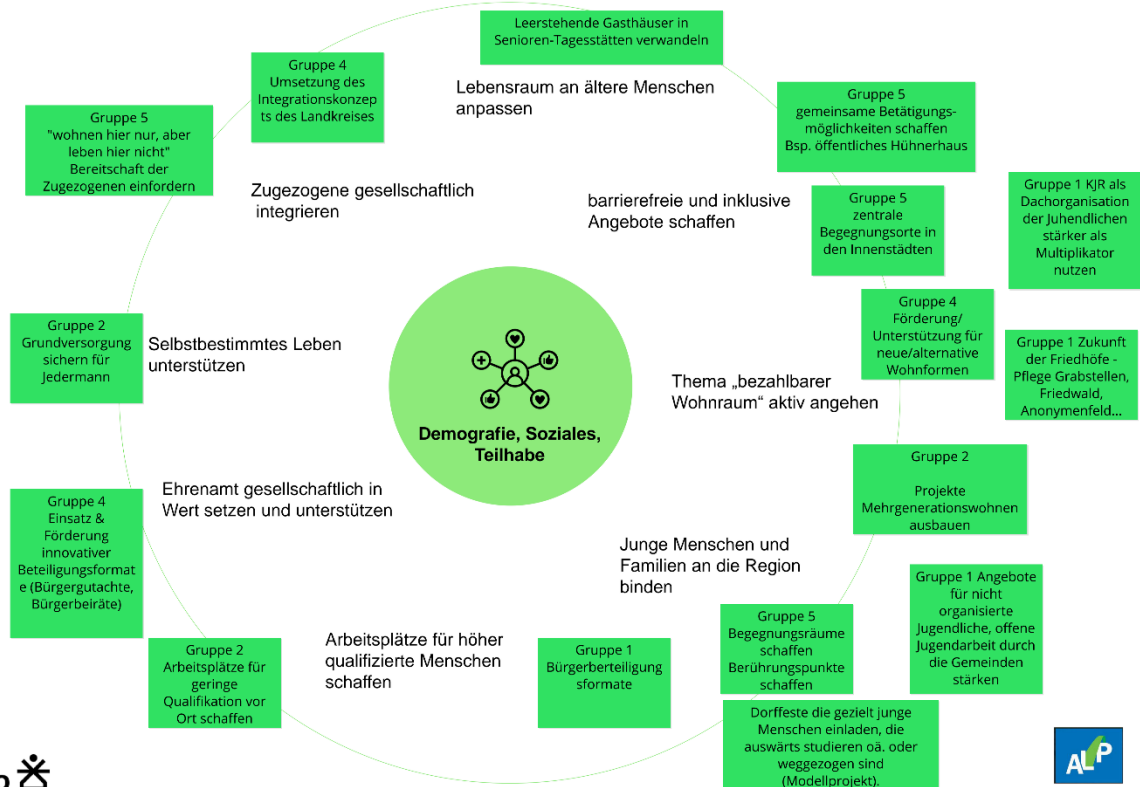 Leerstehende Gasthäuser in
Senioren-Tagesstätten verwandeln
Gruppe 4
Umsetzung des
Integrationskonzep
ts des Landkreises
Lebensraum an ältere Menschen
anpassen
Gruppe 5
gemeinsame Betätigungs-
möglichkeiten schaffen
Bsp. öffentliches Hühnerhaus
Gruppe 5
"wohnen hier nur, aber
leben hier nicht"
Bereitschaft der
Zugezogenen einfordern
Zugezogene gesellschaftlich
integrieren
barrierefreie und inklusive
Angebote schaffen
Gruppe 5
zentrale
Begegnungsorte in
den Innenstädten
Gruppe 1 KJR als
Dachorganisation
der Juhendlichen
stärker als
Multiplikator
nutzen
Gruppe 2
Grundversorgung
sichern für
Jedermann
Selbstbestimmtes Leben
unterstützen
Gruppe 4
Förderung/
Unterstützung für
neue/alternative
Wohnformen
Gruppe 1 Zukunft
der Friedhöfe -
Pflege Grabstellen,
Friedwald,
Anonymenfeld...
Thema „bezahlbarer
Wohnraum“ aktiv angehen
Demografie, Soziales,
Teilhabe
Gruppe 2
Projekte
Mehrgenerationswohnen
ausbauen
Ehrenamt gesellschaftlich in
Wert setzen und unterstützen
Gruppe 4
Einsatz &
Förderung
innovativer
Beteiligungsformat
e (Bürgergutachte,
Bürgerbeiräte)
Junge Menschen und
Familien an die Region
binden
Gruppe 1 Angebote
für nicht
organisierte
Jugendliche, offene
Jugendarbeit durch
die Gemeinden
stärken
Gruppe 2
Arbeitsplätze für
geringe
Qualifikation vor
Ort schaffen
Arbeitsplätze für höher
qualifizierte Menschen
schaffen
Gruppe 1
Bürgerberteiligung
sformate
Gruppe 5
Begegnungsräume
schaffen
Berührungspunkte
schaffen
Dorffeste die gezielt junge
Menschen einladen, die
auswärts studieren oä. oder
weggezogen sind
(Modellprojekt).
ALP